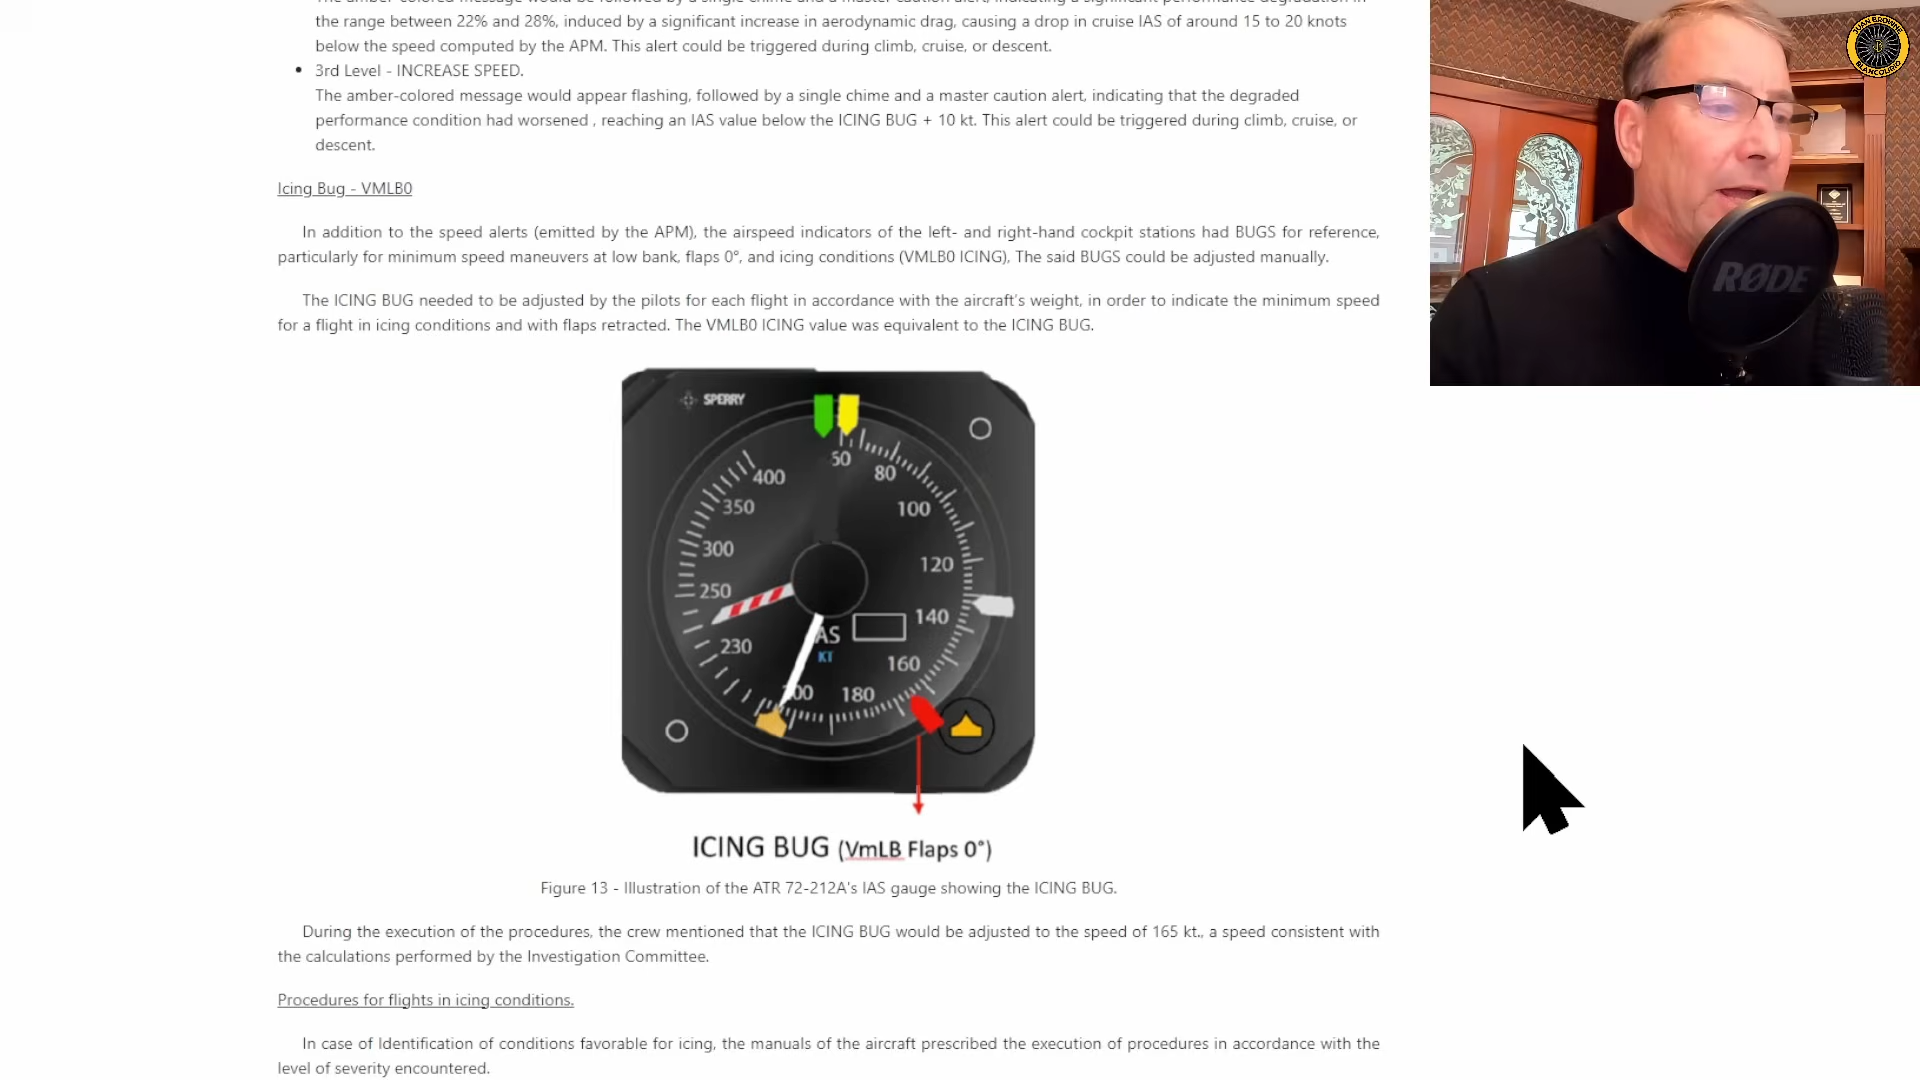 the range between 22% and 28%, induced by a significant increase in aerodynamic drag, causing a drop in cruise IAS of around 15 to 20 knots
below the speed computed by the APM. This alert could be triggered during climb, cruise, or descent.
• 3rd Level - INCREASE SPEED.
The amber-colored message would appear flashing, followed by a single chime and a master caution alert, indicating that the degraded
performance condition had worsened , reaching an IAS value below the ICING BUG + 10 kt. This alert could be triggered during climb, cruise, or
descent.
Icing Bug - VMLB0
In addition to the speed alerts (emitted by the APM), the airspeed indicators of the left- and right-hand cockpit stations had BUGS for reference,
particularly for minimum speed maneuvers at low bank, flaps 0°, and icing conditions (VMLB0 ICING), The said BUGS could be adjusted manually.
The ICING BUG needed to be adjusted by the pilots for each flight in accordance with the aircraft's weight, in order to indicate the minimum speed
for a flight in icing conditions and with flaps retracted. The VMLB0 ICING value was equivalent to the ICING BUG.
SPERRY
60
80
100
120
140
160
180
230
250
300
350
400
KT
ICING BUG (VmLB Flaps 0°)
Figure 13 - Illustration of the ATR 72-212A's IAS gauge showing the ICING BUG.
During the execution of the procedures, the crew mentioned that the ICING BUG would be adjusted to the speed of 165 kt., a speed consistent with
the calculations performed by the Investigation Committee.
Procedures for flights in icing conditions.
In case of Identification of conditions favorable for icing, the manuals of the aircraft prescribed the execution of procedures in accordance with the
level of severity encountered.
RØDE
JUAN BROWNE
BLANCOLIRIO